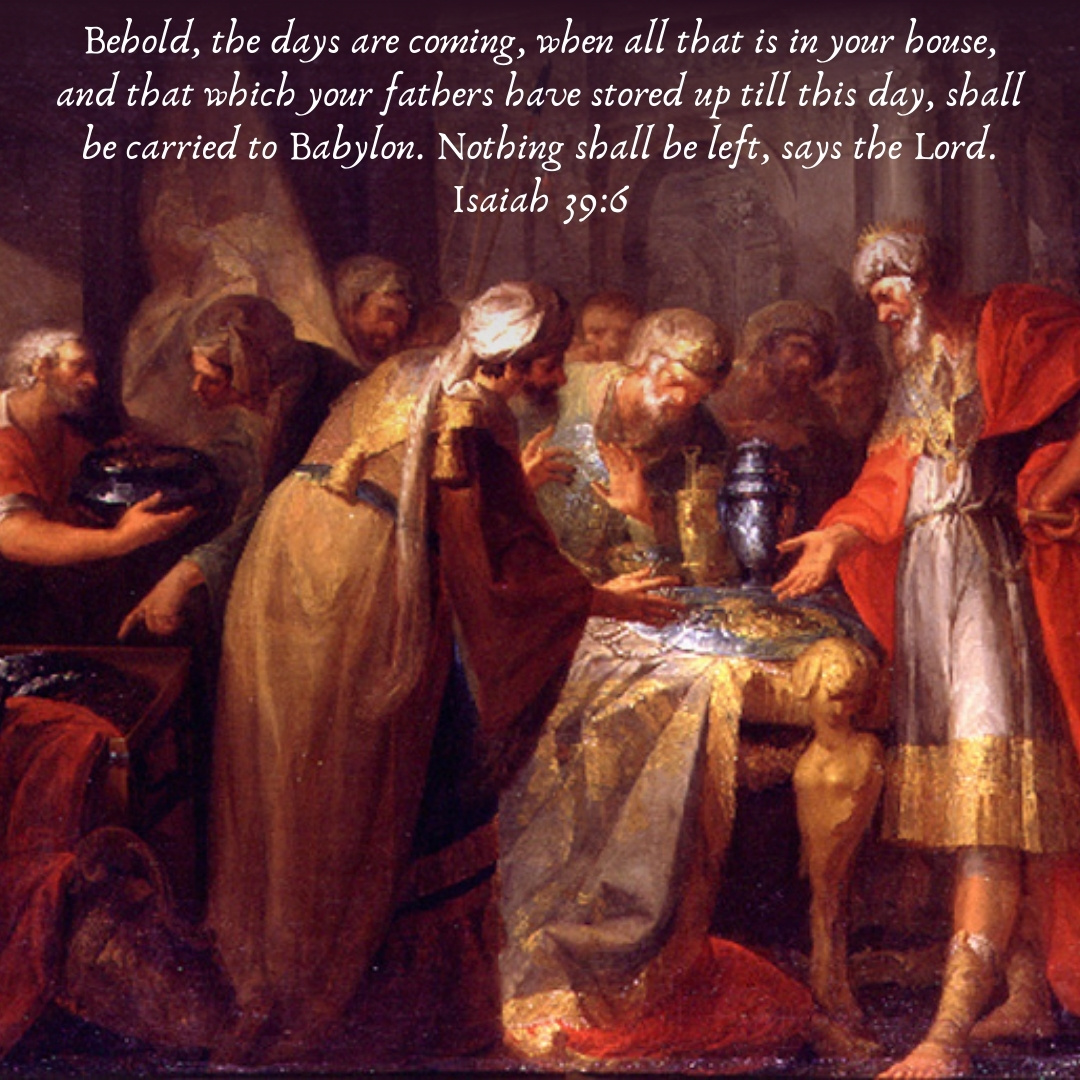 Behold, the days are coming, when all that is in your house,
and that which your fathers have stored up till this day, shall
be carried to Babylon. Nothing shall be left, says the Lord.
Isaiah 39:6